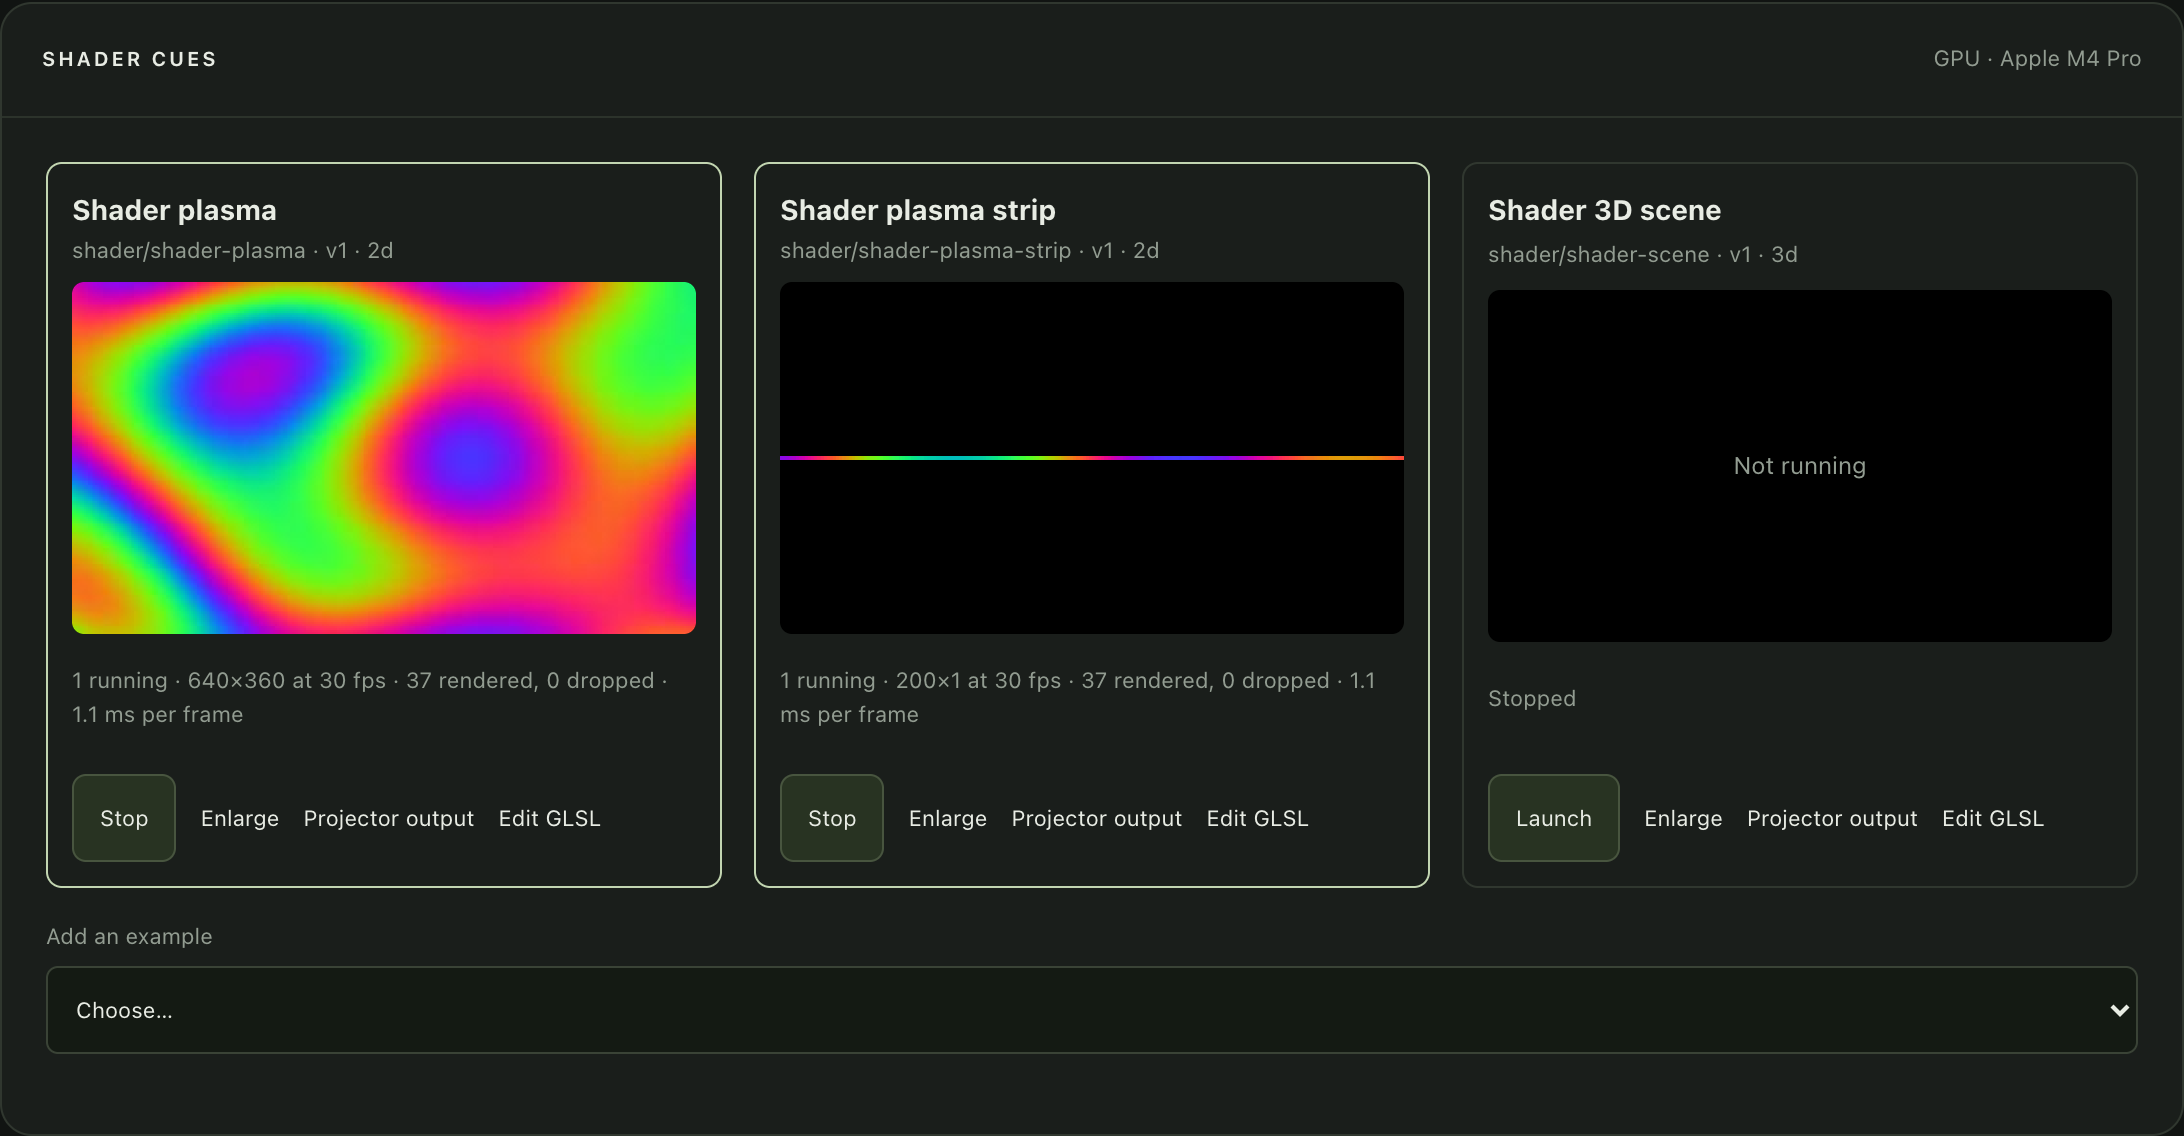 SHADER CUES
GPU · Apple M4 Pro
Shader plasma
shader/shader-plasma · v1 · 2d
1 running · 640×360 at 30 fps · 37 rendered, 0 dropped ·
1.1 ms per frame
Stop
Enlarge
Projector output
Edit GLSL
Shader plasma strip
shader/shader-plasma-strip · v1 · 2d
1 running · 200×1 at 30 fps · 37 rendered, 0 dropped · 1.1
ms per frame
Stop
Enlarge
Projector output
Edit GLSL
Shader 3D scene
shader/shader-scene · v1 · 3d
Not running
Stopped
Launch
Enlarge
Projector output
Edit GLSL
Add an example
Choose...